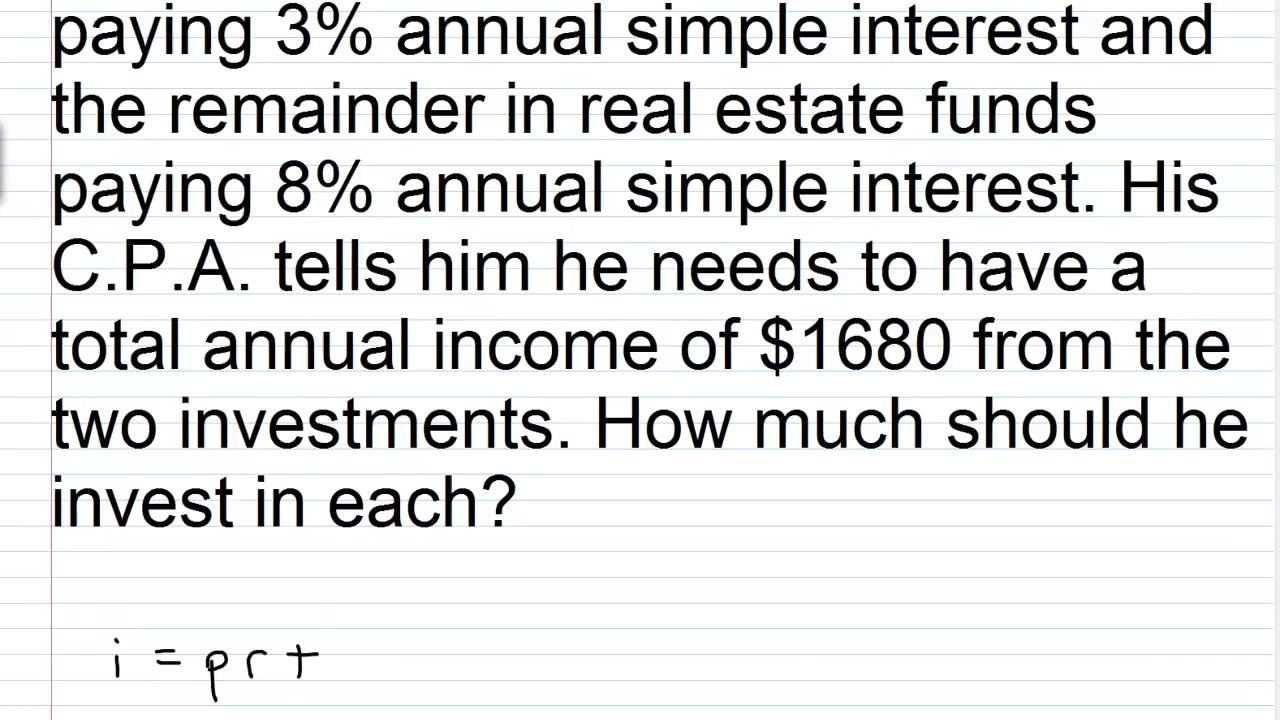 paying 3% annual simple interest and
the remainder in real estate funds
paying 8% annual simple interest. His
C.P.A. tells him he needs to have a
total annual income of $1680 from the
two investments. How much should he
invest in each?
i = prt